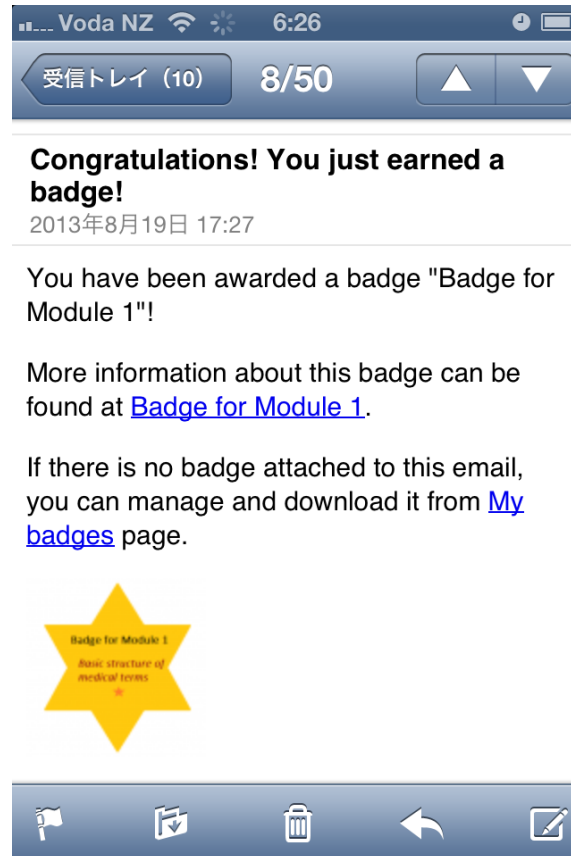 Voda NZ 6:26
受信トレイ（10） 8/50
Congratulations! You just earned a
badge!
2013年8月19日 17:27
You have been awarded a badge "Badge for
Module 1"!
More information about this badge can be
found at Badge for Module 1.
If there is no badge attached to this email,
you can manage and download it from My
badges page.
Badge for Module 1
Basic structure of
medical terms